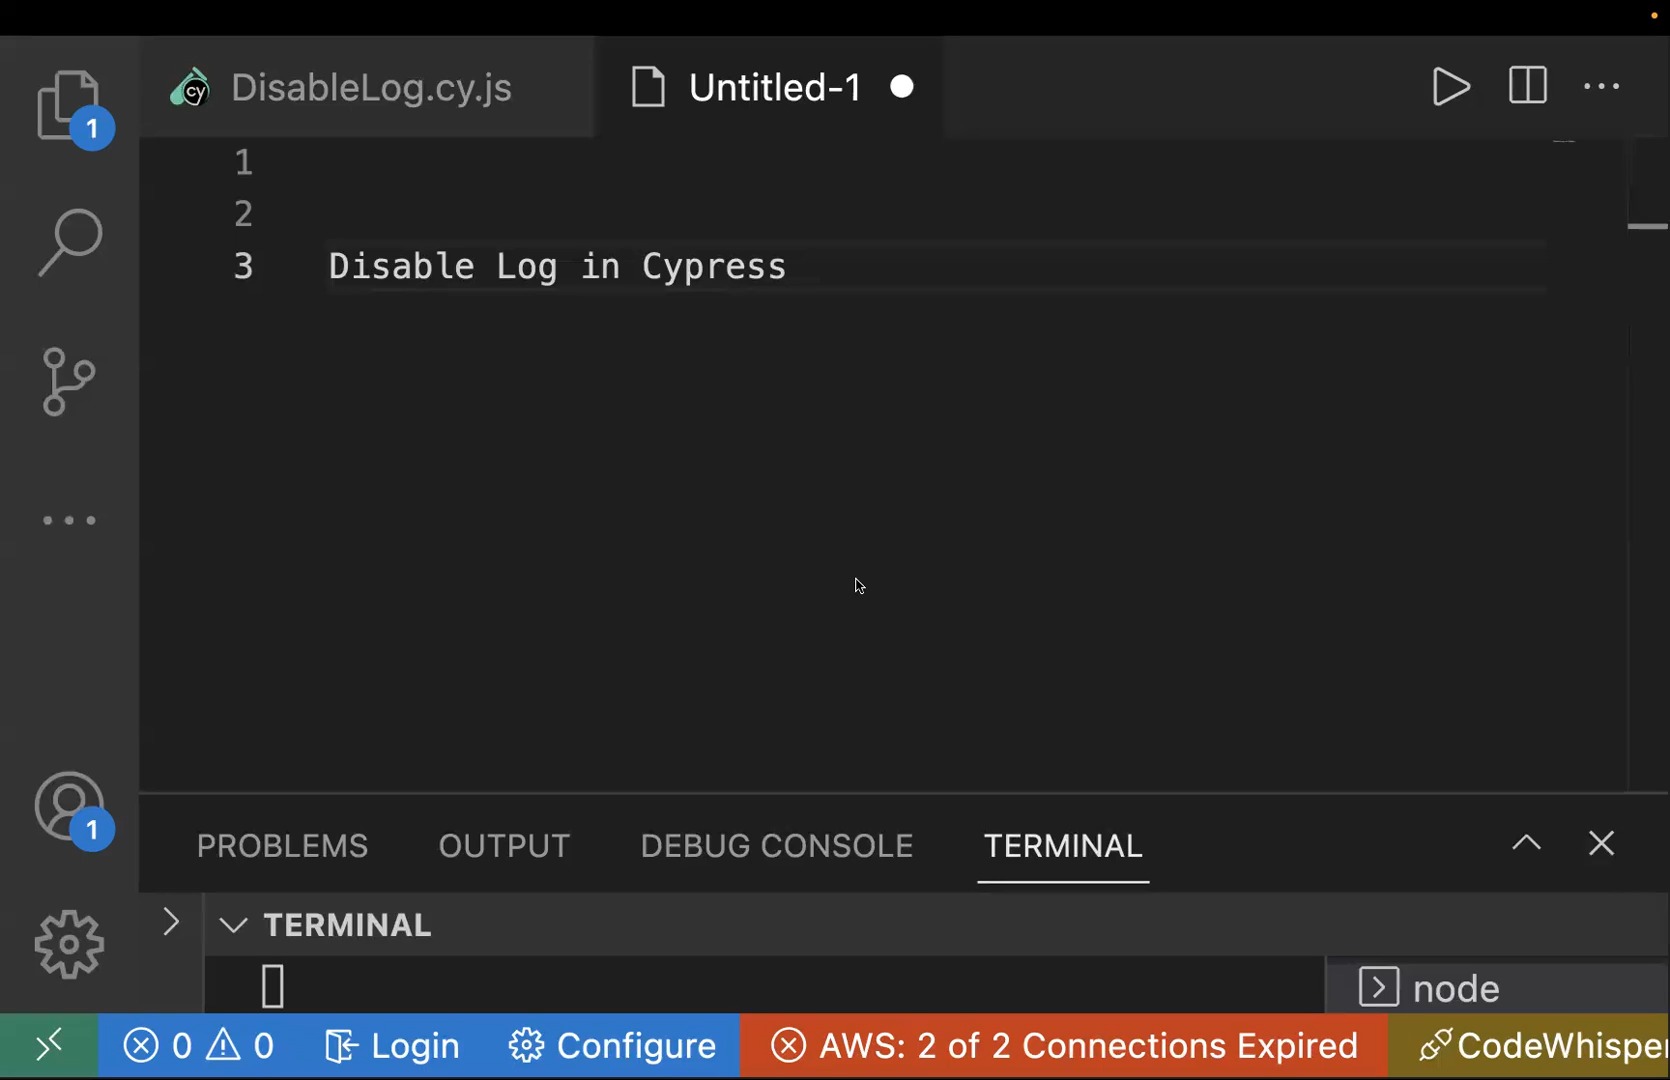 DisableLog.cy.js
Untitled-1
1
1
2
3 Disable Log in Cypress
1
PROBLEMS OUTPUT DEBUG CONSOLE TERMINAL
TERMINAL
node
0 0 Login Configure AWS: 2 of 2 Connections Expired CodeWhisper